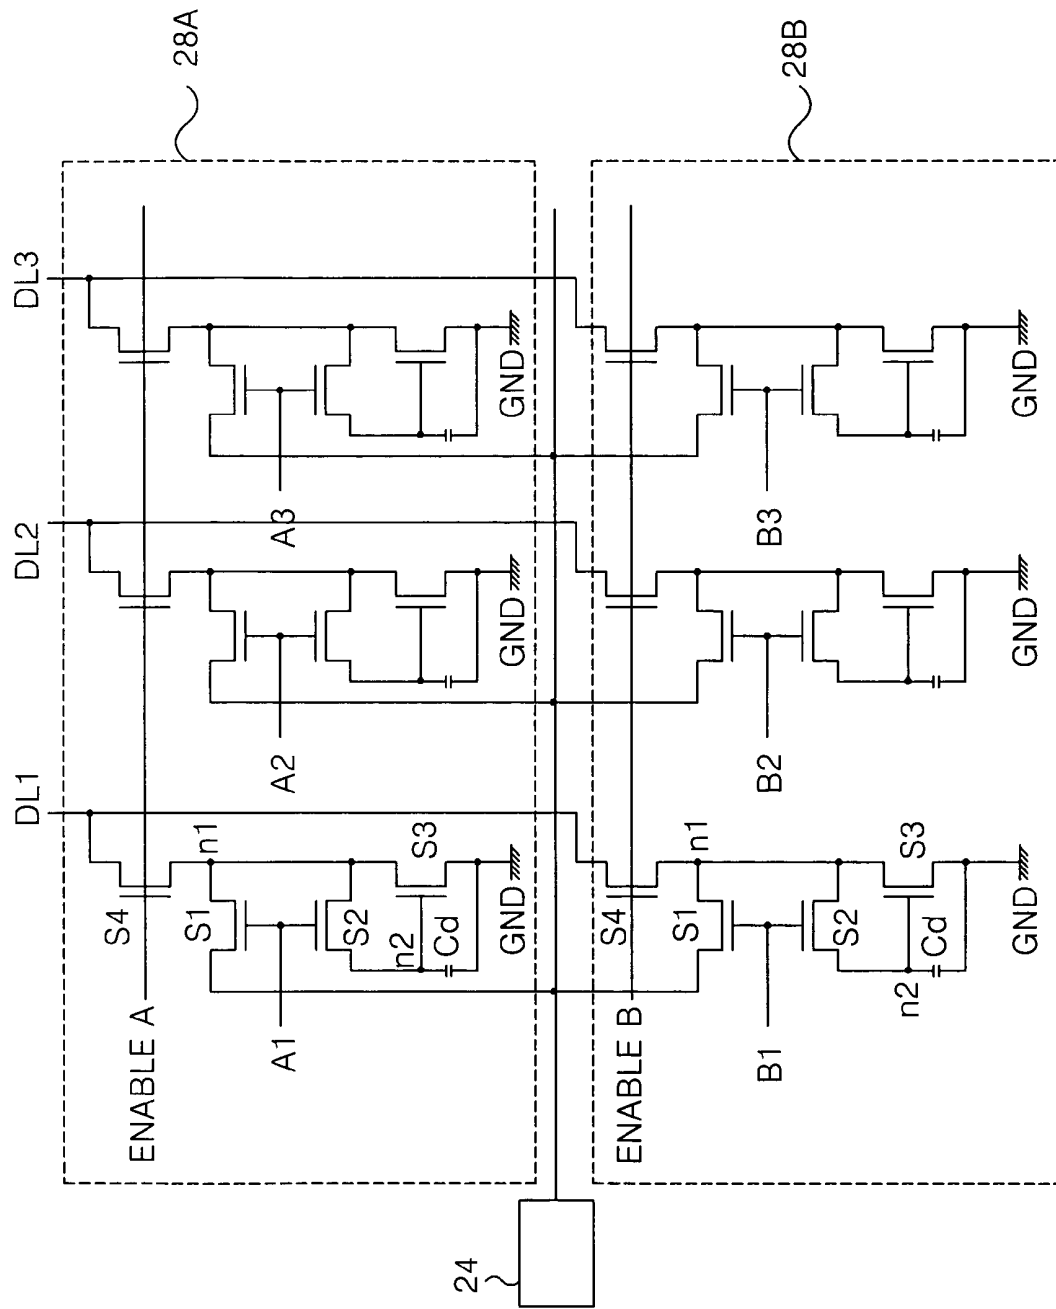 28A
28B
DL3
DL2
DL1
A3
GND
A2
GND
ENABLE A
S4
n1
S1
A1
S2
S3
n2
Cd
GND
B3
GND
B2
GND
ENABLE B
S4
n1
S1
B1
S2
S3
n2
Cd
GND
24